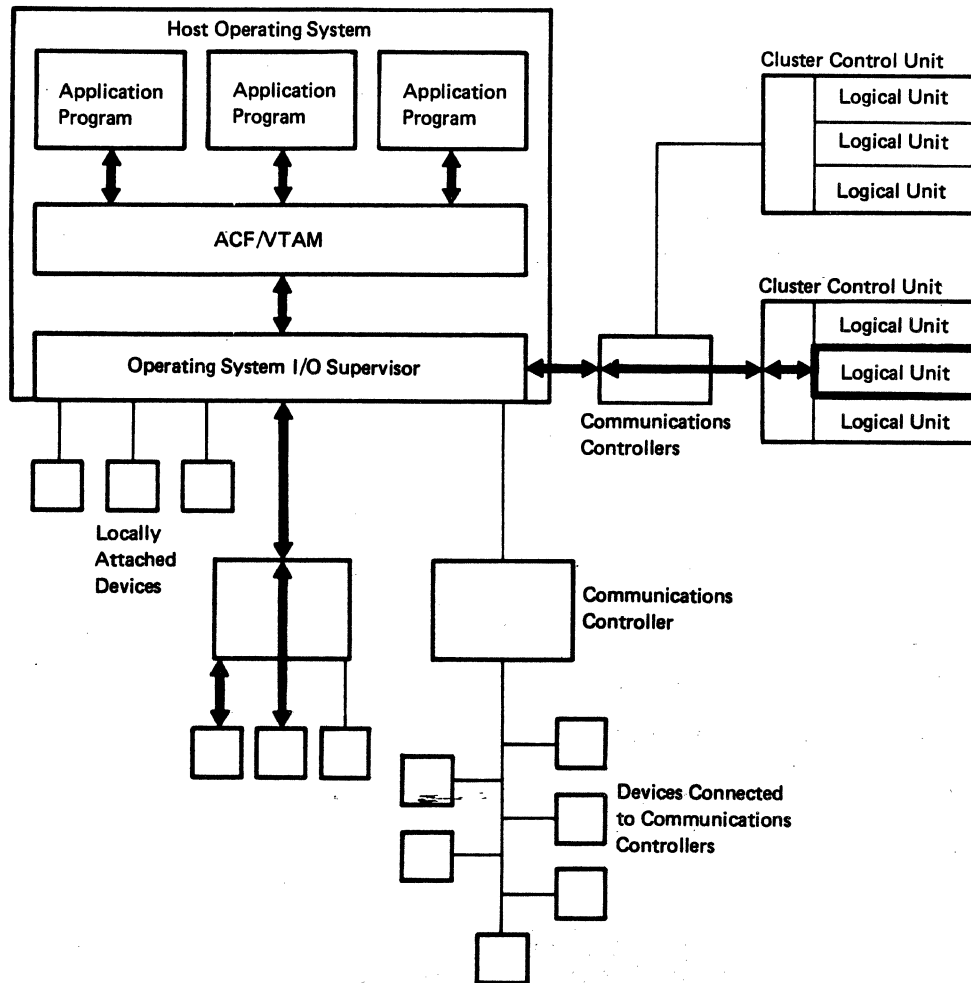 Host Operating System
Application
Program
Application
Program
Application
Program
ACF/VTAM
Operating System I/O Supervisor
Cluster Control Unit
Logical Unit
Logical Unit
Logical Unit
Cluster Control Unit
Logical Unit
Logical Unit
Logical Unit
Communications
Controllers
Locally
Attached
Devices
Communications
Controller
Devices Connected
to Communications
Controllers